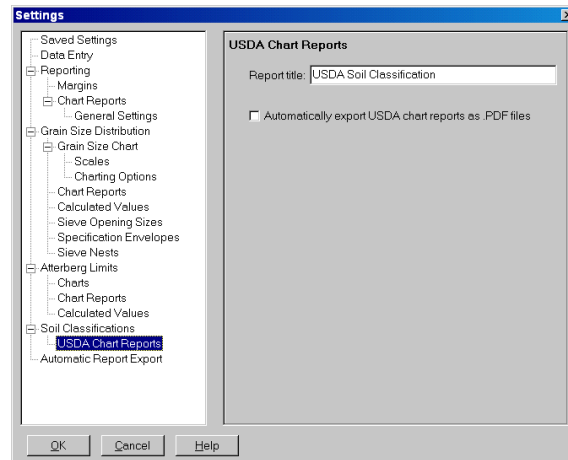 Settings
Saved Settings
Data Entry
Reporting
Margins
Chart Reports
General Settings
Grain Size Distribution
Grain Size Chart
Scales
Charting Options
Chart Reports
Calculated Values
Sieve Opening Sizes
Specification Envelopes
Sieve Nests
Atterberg Limits
Charts
Chart Reports
Calculated Values
Soil Classifications
USDA Chart Reports
Automatic Report Export
USDA Chart Reports
Report title: USDA Soil Classification
Automatically export USDA chart reports as .PDF files
OK Cancel Help